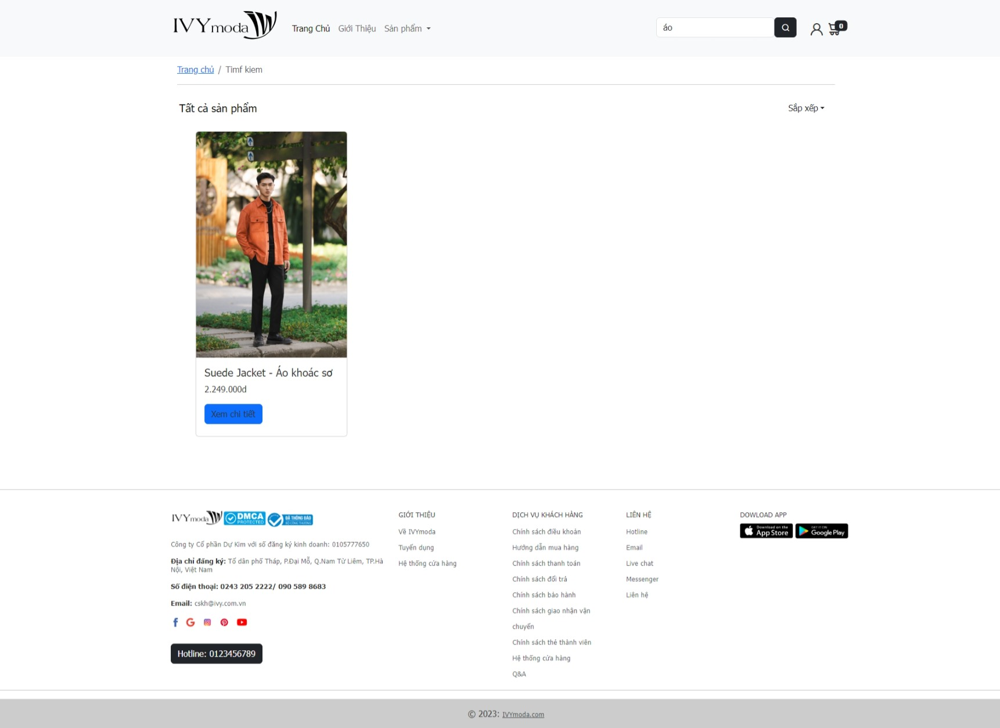 IVY moda
Trang Chủ Giới Thiệu Sản phẩm
áo
0
Trang chủ / Timf kiem
Tất cả sản phẩm
Sắp xếp
Suede Jacket - Áo khoác sơ
2.249.000đ
Xem chi tiết
IVY moda DMCA PROTECTED ĐÃ THÔNG BÁO BỘ CÔNG THƯƠNG
Công ty Cổ phần Dự Kim với số đăng ký kinh doanh: 0105777650
Địa chỉ đăng ký: Tổ dân phố Tháp, P.Đại Mỗ, Q.Nam Từ Liêm, TP.Hà
Nội, Việt Nam
Số điện thoại: 0243 205 2222/ 090 589 8683
Email: cskh@ivy.com.vn
Hotline: 0123456789
GIỚI THIỆU
Về IVYmoda
Tuyển dụng
Hệ thống cửa hàng
DỊCH VỤ KHÁCH HÀNG
Chính sách điều khoản
Hướng dẫn mua hàng
Chính sách thanh toán
Chính sách đổi trả
Chính sách bảo hành
Chính sách giao nhận vận
chuyển
Chính sách thẻ thành viên
Hệ thống cửa hàng
Q&A
LIÊN HỆ
Hotline
Email
Live chat
Messenger
Liên hệ
DOWLOAD APP
Download on the App Store
GET IT ON Google Play
© 2023: IVYmoda.com